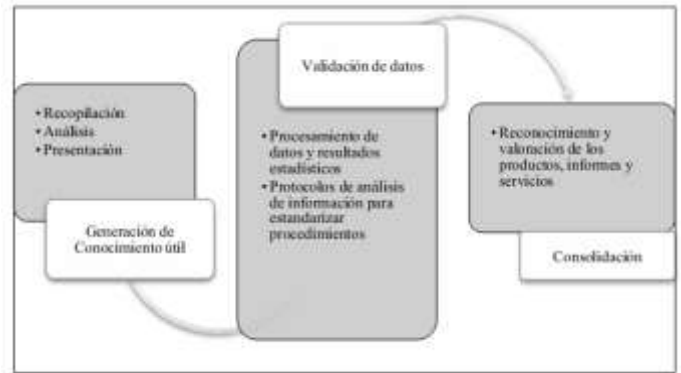 • Recopilación
• Análisis
• Presentación
Generación de
Conocimiento útil
Validación de datos
• Procesamiento de
datos y resultados
estadísticos
• Protocolos de análisis
de información para
estandarizar
procedimientos
• Reconocimiento y
valoración de los
productos, informes y
servicios
Consolidación